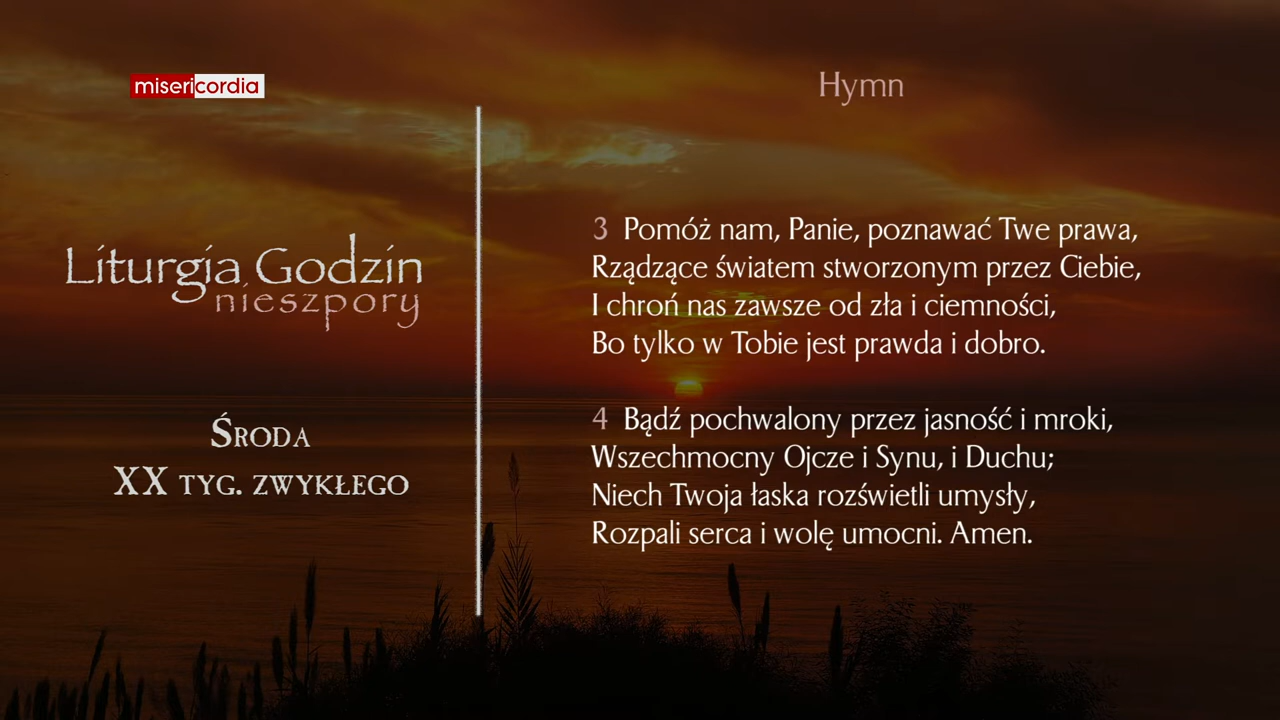 misericordia
Liturgia Godzin
nieszpory
Środa
XX tyg. zwykłego
Hymn
3 Pomóż nam, Panie, poznawać Twe prawa,
Rządzące światem stworzonym przez Ciebie,
I chroń nas zawsze od zła i ciemności,
Bo tylko w Tobie jest prawda i dobro.
4 Bądź pochwalony przez jasność i mroki,
Wszechmocny Ojcze i Synu, i Duchu;
Niech Twoja łaska rozświetli umysły,
Rozpali serca i wolę umocni. Amen.